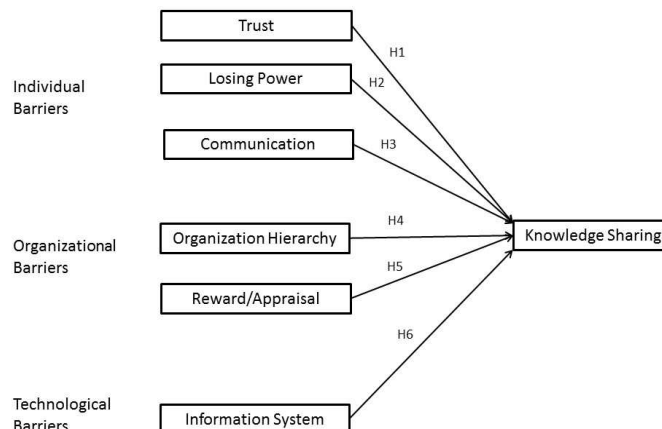 Trust
H1
Individual
Barriers
Losing Power
H2
Communication
H3
Organizational
Barriers
Organization Hierarchy
H4
Knowledge Sharing
Reward/Appraisal
H5
H6
Technological
Barriers
Information System